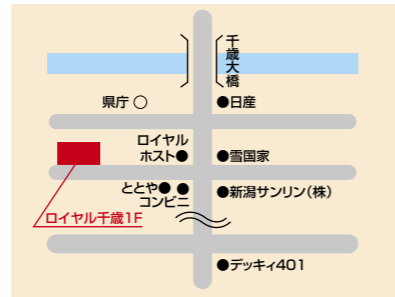 千歳大橋
県庁○
●日産
ロイヤル
ホスト●
●雪国家
ととや● ●
コンビニ
●新潟サンリン(株)
ロイヤル千歳1F
●デッキィ401